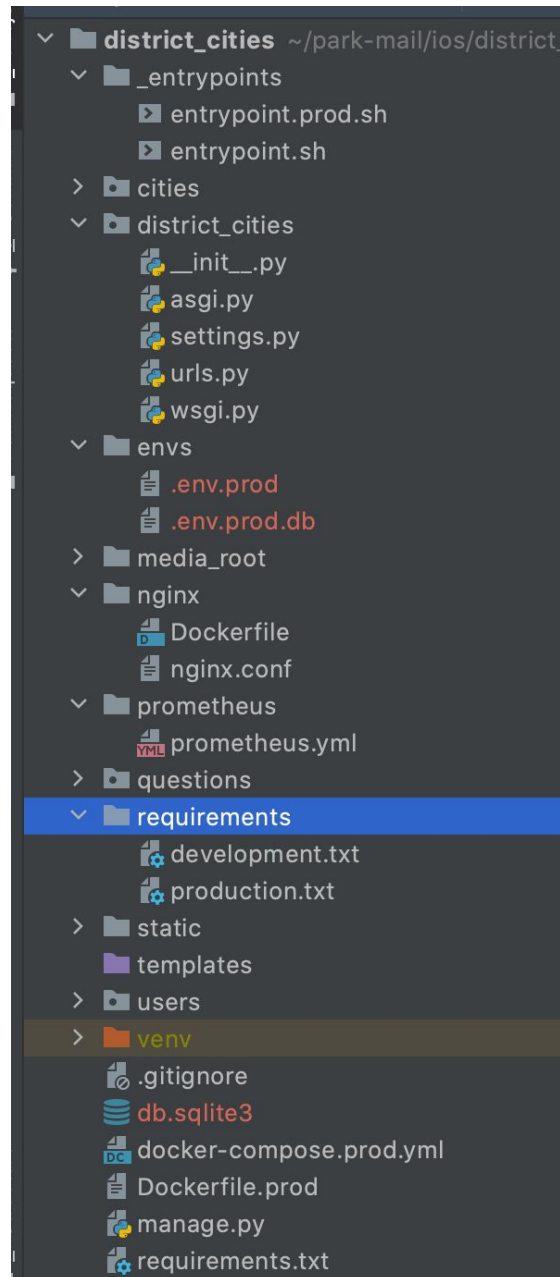 district_cities ~/park-mail/ios/district_
_entrypoints
entrypoint.prod.sh
entrypoint.sh
cities
district_cities
__init__.py
asgi.py
settings.py
urls.py
wsgi.py
envs
.env.prod
.env.prod.db
media_root
nginx
D Dockerfile
nginx.conf
prometheus
YML prometheus.yml
questions
requirements
development.txt
production.txt
static
templates
users
venv
.gitignore
db.sqlite3
DC docker-compose.prod.yml
Dockerfile.prod
manage.py
requirements.txt